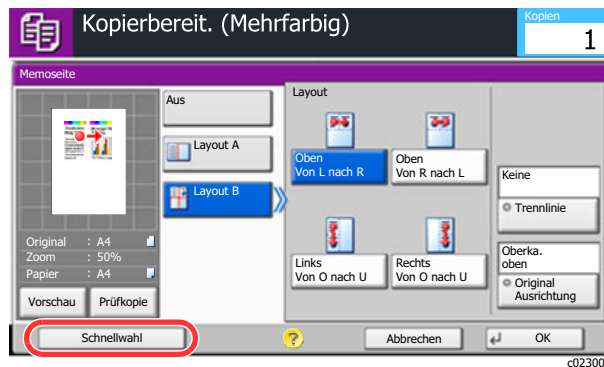 Kopierbereit. (Mehrfarbig)
Kopien
1
Memoseite
Aus
Layout A
Layout B
Layout
Oben
Von L nach R
Oben
Von R nach L
Links
Von O nach U
Rechts
Von O nach U
Keine
Trennlinie
Oberka.
oben
Original
Ausrichtung
Original : A4
Zoom : 50%
Papier : A4
Vorschau
Prüfkopie
Schnellwahl
?
Abbrechen
OK
c02300